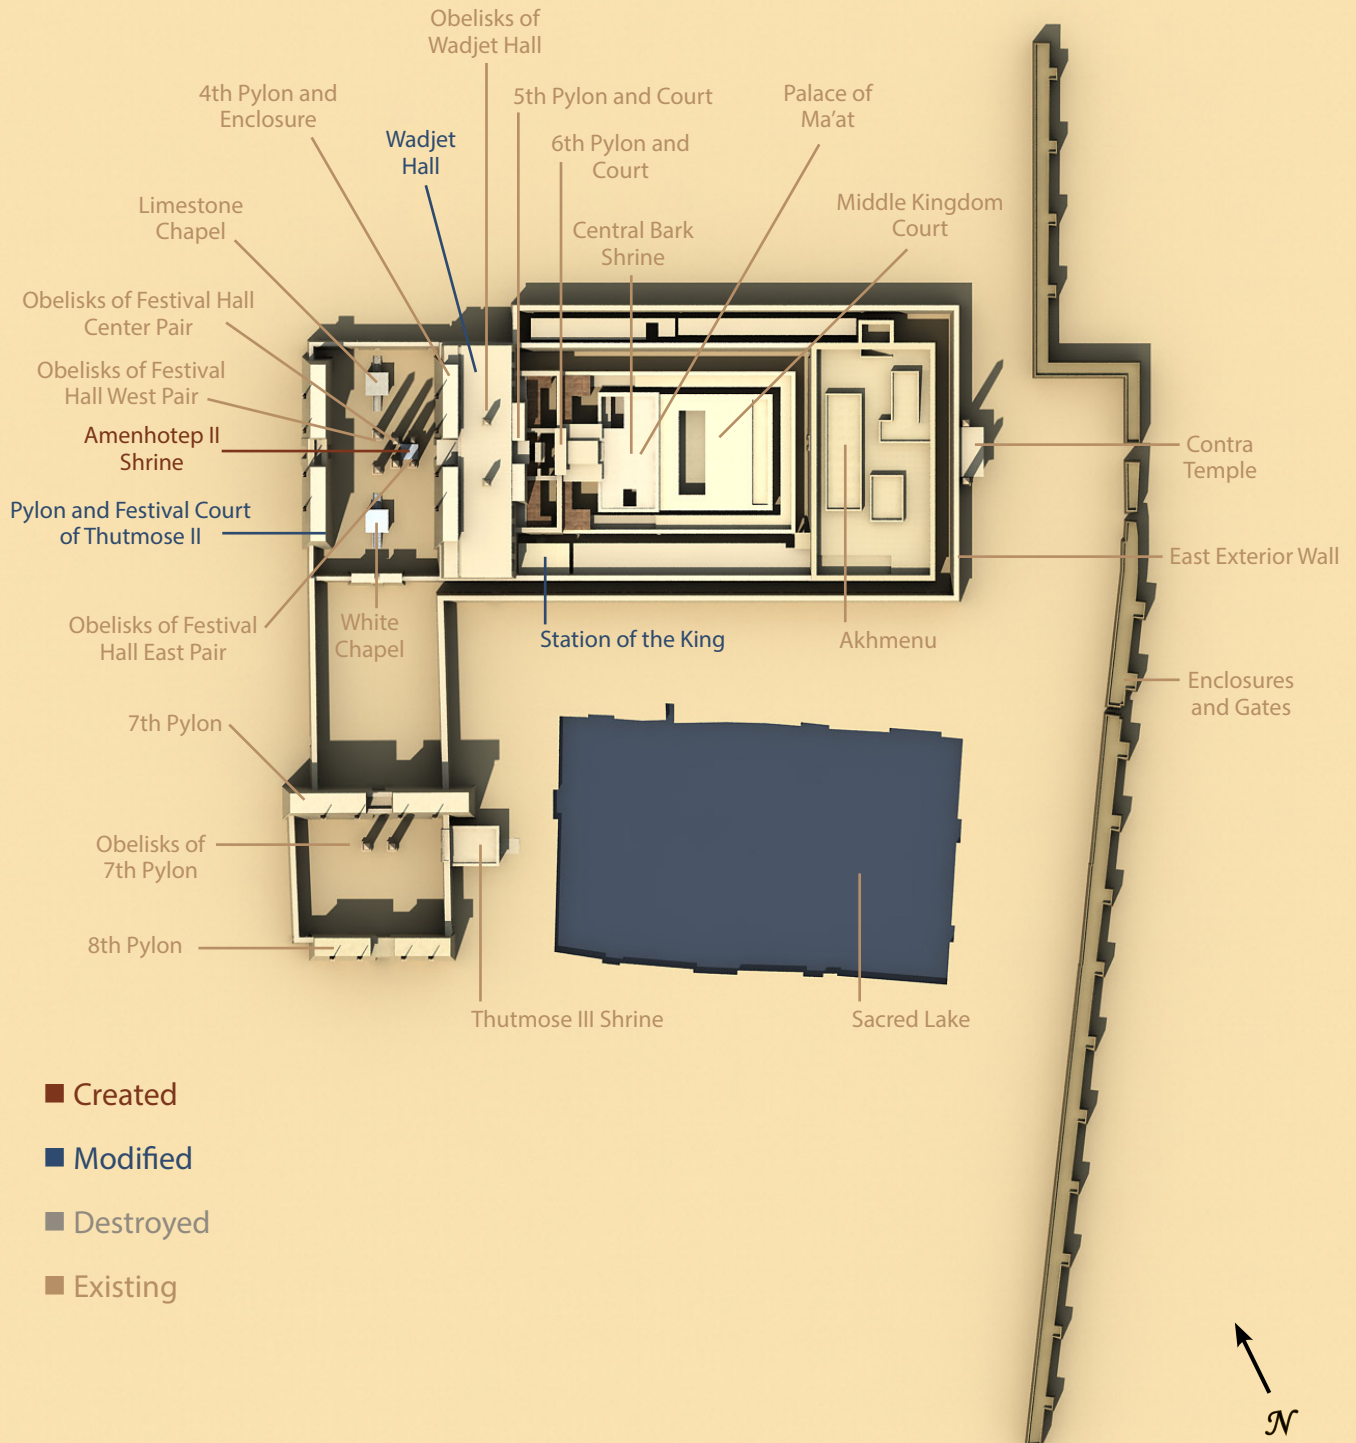 Obelisks of
Wadjet Hall
4th Pylon and
Enclosure
5th Pylon and Court
Palace of
Ma’at
Wadjet
Hall
6th Pylon and
Court
Limestone
Chapel
Middle Kingdom
Court
Central Bark
Shrine
Obelisks of Festival Hall
Center Pair
Obelisks of Festival
Hall West Pair
Amenhotep II
Shrine
Contra
Temple
Pylon and Festival Court
of Thutmose II
East Exterior Wall
Obelisks of Festival
Hall East Pair
White
Chapel
Station of the King
Akhmenu
Enclosures
and Gates
7th Pylon
Obelisks of
7th Pylon
8th Pylon
Thutmose III Shrine
Sacred Lake
Created
Modified
Destroyed
Existing
N